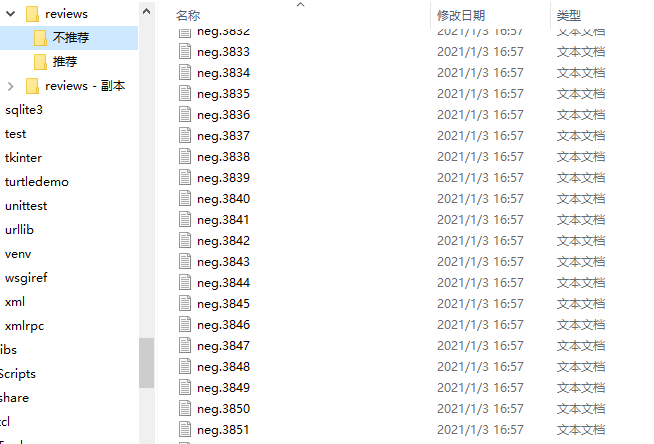 reviews
不推荐
推荐
reviews - 副本
sqlite3
test
tkinter
turtledemo
unittest
urllib
venv
wsgiref
xml
xmlrpc
ibs
Scripts
share
tcl
名称 修改日期 类型
neg.3832 2021/1/3 16:57 文本文档
neg.3833 2021/1/3 16:57 文本文档
neg.3834 2021/1/3 16:57 文本文档
neg.3835 2021/1/3 16:57 文本文档
neg.3836 2021/1/3 16:57 文本文档
neg.3837 2021/1/3 16:57 文本文档
neg.3838 2021/1/3 16:57 文本文档
neg.3839 2021/1/3 16:57 文本文档
neg.3840 2021/1/3 16:57 文本文档
neg.3841 2021/1/3 16:57 文本文档
neg.3842 2021/1/3 16:57 文本文档
neg.3843 2021/1/3 16:57 文本文档
neg.3844 2021/1/3 16:57 文本文档
neg.3845 2021/1/3 16:57 文本文档
neg.3846 2021/1/3 16:57 文本文档
neg.3847 2021/1/3 16:57 文本文档
neg.3848 2021/1/3 16:57 文本文档
neg.3849 2021/1/3 16:57 文本文档
neg.3850 2021/1/3 16:57 文本文档
neg.3851 2021/1/3 16:57 文本文档